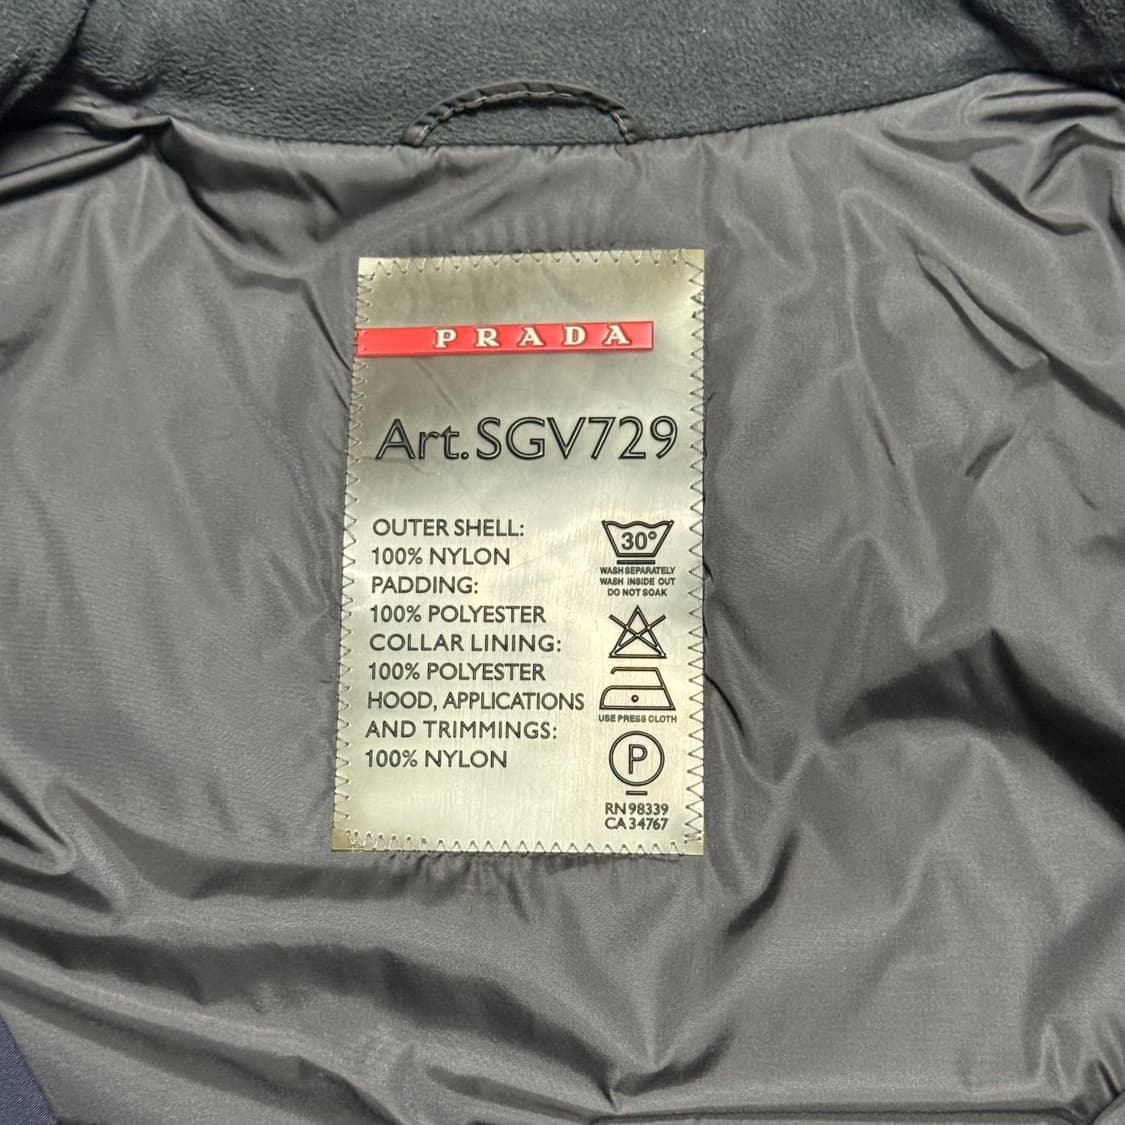 PRADA
Art.SGV729
OUTER SHELL:
100% NYLON
PADDING:
100% POLYESTER
COLLAR LINING:
100% POLYESTER
HOOD, APPLICATIONS
AND TRIMMINGS:
100% NYLON
30°
WASH SEPARATELY
WASH INSIDE OUT
DO NOT SOAK
USE PRESS CLOTH
P
RN 98339
CA 34767